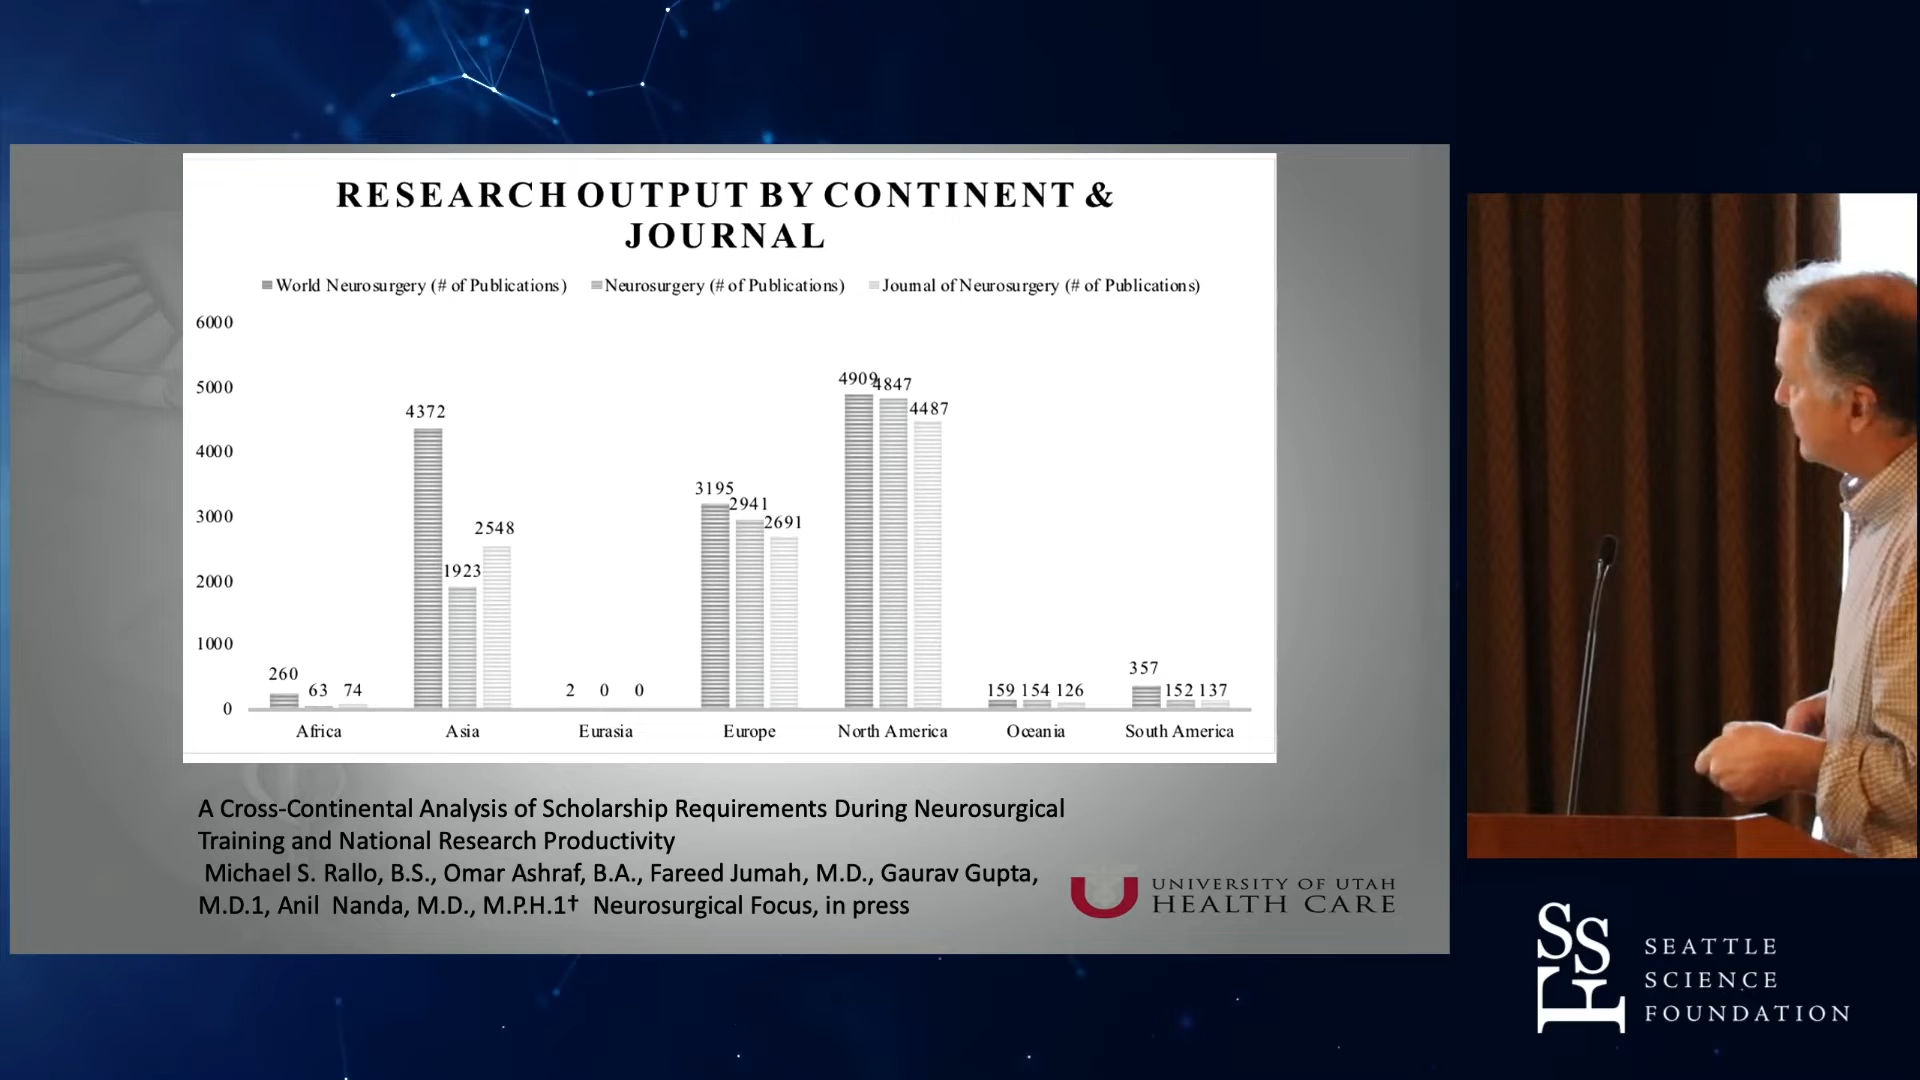 RESEARCH OUTPUT BY CONTINENT &
JOURNAL
World Neurosurgery (# of Publications) Neurosurgery (# of Publications) Journal of Neurosurgery (# of Publications)
6000
5000
4000
3000
2000
1000
0
260 63 74
4372 1923 2548
2 0 0
3195 2941 2691
4909 4847 4487
159 154 126
357 152 137
Africa Asia Eurasia Europe North America Oceania South America
A Cross-Continental Analysis of Scholarship Requirements During Neurosurgical
Training and National Research Productivity
Michael S. Rallo, B.S., Omar Ashraf, B.A., Fareed Jumah, M.D., Gaurav Gupta,
M.D.1, Anil Nanda, M.D., M.P.H.1† Neurosurgical Focus, in press
U UNIVERSITY OF UTAH
HEALTH CARE
SSF
SEATTLE
SCIENCE
FOUNDATION